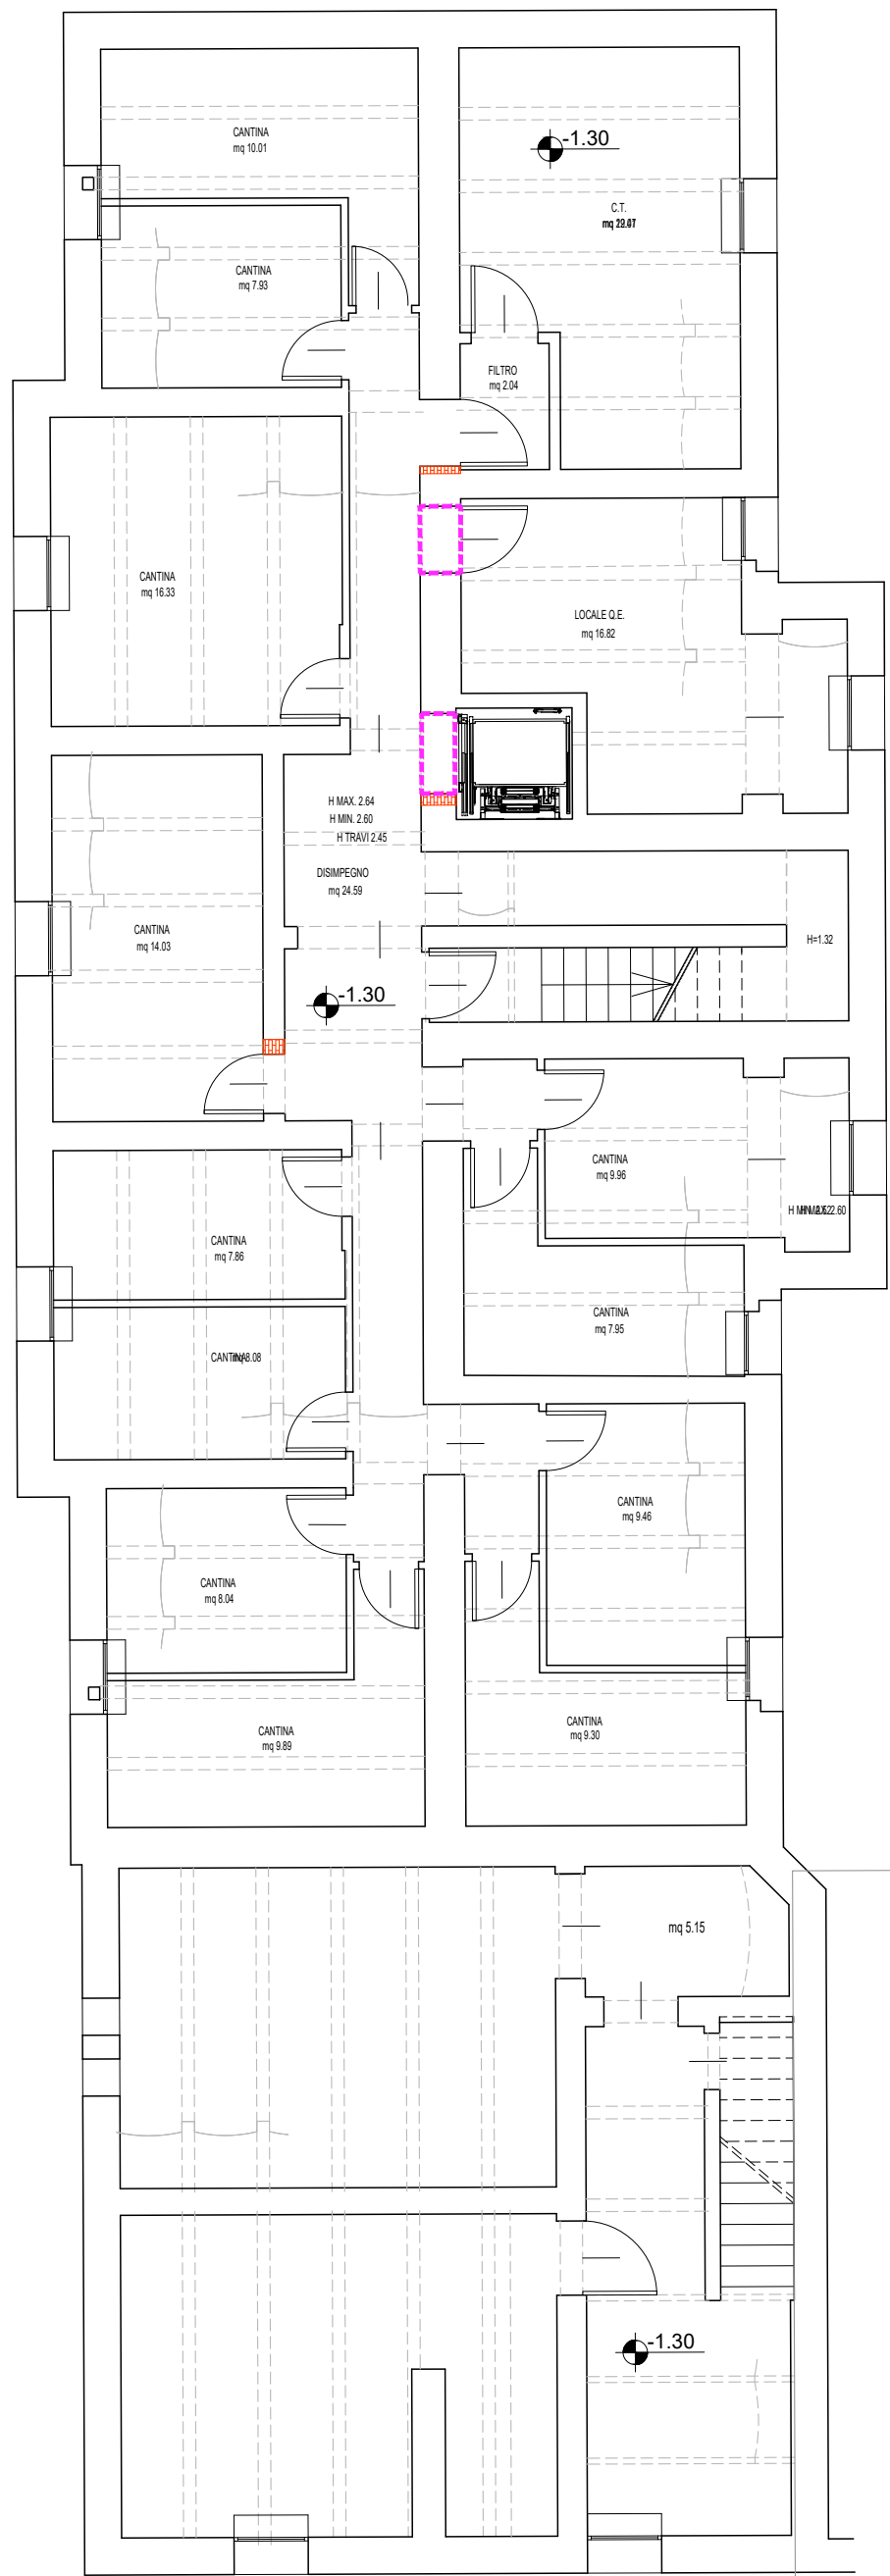 CANTINA
mq 10.01
-1.30
C.T.
CANTINA
mq 7.93
FILTRO
mq 2.04
CANTINA
mq 16.33
LOCALE Q.E.
mq 16.82
H MAX. 2.64
H MIN. 2.60
H TRAVI 2.45
DISIMPEGNO
mq 24.59
CANTINA
mq 14.03
H=1.32
-1.30
CANTINA
mq 9.96
CANTINA
mq 7.86
CANTINA
mq 7.95
CANTINA
mq 8.08
CANTINA
mq 9.46
CANTINA
mq 8.04
CANTINA
mq 9.89
CANTINA
mq 9.30
mq 5.15
-1.30